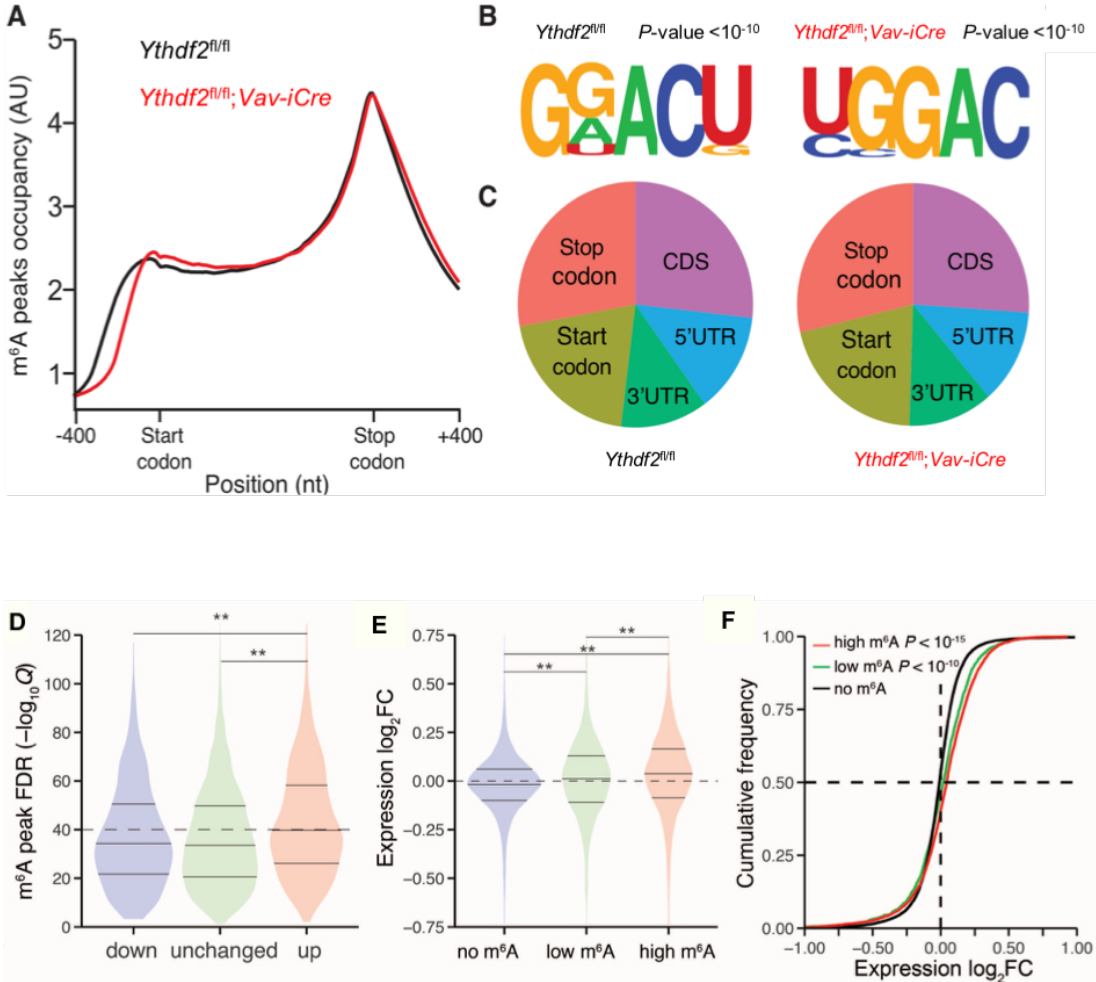 A
m⁶A peaks occupancy (AU)
5
4
3
2
1
Ythdf2fl/fl
Ythdf2fl/fl;Vav-iCre
-400
Start codon
Stop codon
+400
Position (nt)
B
Ythdf2fl/fl P-value <10⁻¹⁰
GGACU
A
U G
Ythdf2fl/fl;Vav-iCre P-value <10⁻¹⁰
UGGAC
C C
C
Stop codon
CDS
5'UTR
3'UTR
Start codon
Ythdf2fl/fl
Stop codon
CDS
5'UTR
3'UTR
Start codon
Ythdf2fl/fl;Vav-iCre
D
m⁶A peak FDR (−log₁₀Q)
120
100
80
60
40
20
0
**
**
down unchanged up
E
Expression log₂FC
0.75
0.50
0.25
0.00
−0.25
−0.50
−0.75
**
**
**
no m⁶A low m⁶A high m⁶A
F
Cumulative frequency
1.00
0.75
0.50
0.25
0.00
high m⁶A P < 10⁻¹⁵
low m⁶A P < 10⁻¹⁰
no m⁶A
−1.00 −0.50 0.00 0.50 1.00
Expression log₂FC